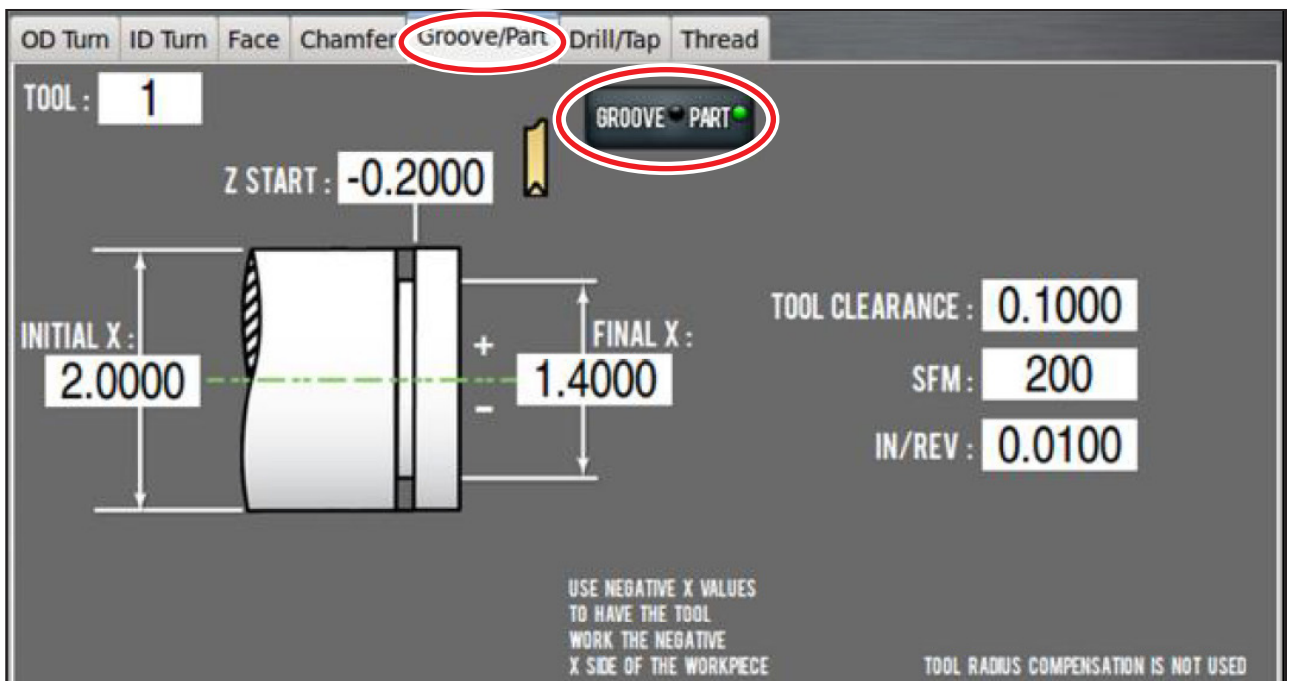 OD Turn ID Turn Face Chamfer Groove/Part Drill/Tap Thread
TOOL : 1
GROOVE PART
Z START : -0.2000
INITIAL X :
2.0000
+
-
FINAL X :
1.4000
TOOL CLEARANCE : 0.1000
SFM : 200
IN/REV : 0.0100
USE NEGATIVE X VALUES
TO HAVE THE TOOL
WORK THE NEGATIVE
X SIDE OF THE WORKPIECE
TOOL RADIUS COMPENSATION IS NOT USED